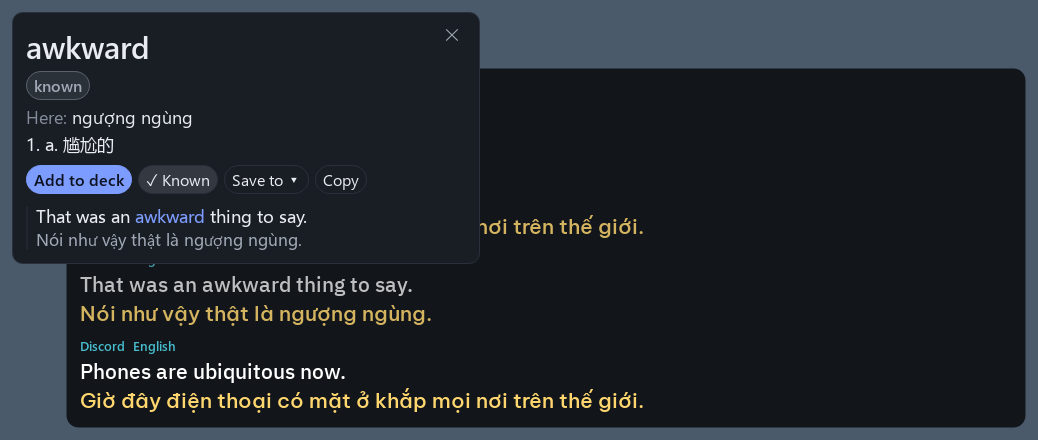 awkward
known
Here: ngượng ngùng
1. a. 尴尬的
Add to deck ✓ Known Save to ▾ Copy
That was an awkward thing to say.
Nói như vậy thật là ngượng ngùng.
nơi trên thế giới.
That was an awkward thing to say.
Nói như vậy thật là ngượng ngùng.
Discord English
Phones are ubiquitous now.
Giờ đây điện thoại có mặt ở khắp mọi nơi trên thế giới.